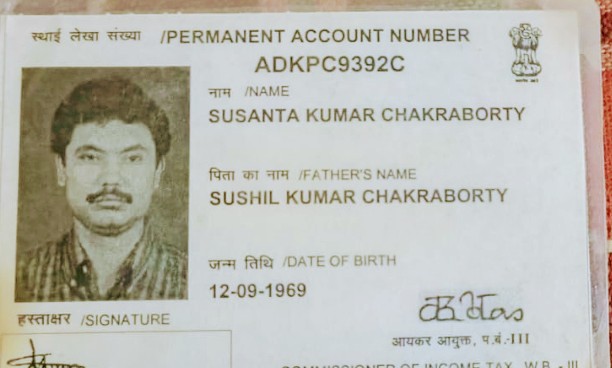 स्थाई लेखा संख्या /PERMANENT ACCOUNT NUMBER
ADKPC9392C
नाम /NAME
SUSANTA KUMAR CHAKRABORTY
पिता का नाम /FATHER'S NAME
SUSHIL KUMAR CHAKRABORTY
जन्म तिथि /DATE OF BIRTH
12-09-1969
हस्ताक्षर /SIGNATURE
आयकर आयुक्त, प.बं.-III
COMMISSIONER OF INCOME TAX, W.B. - III